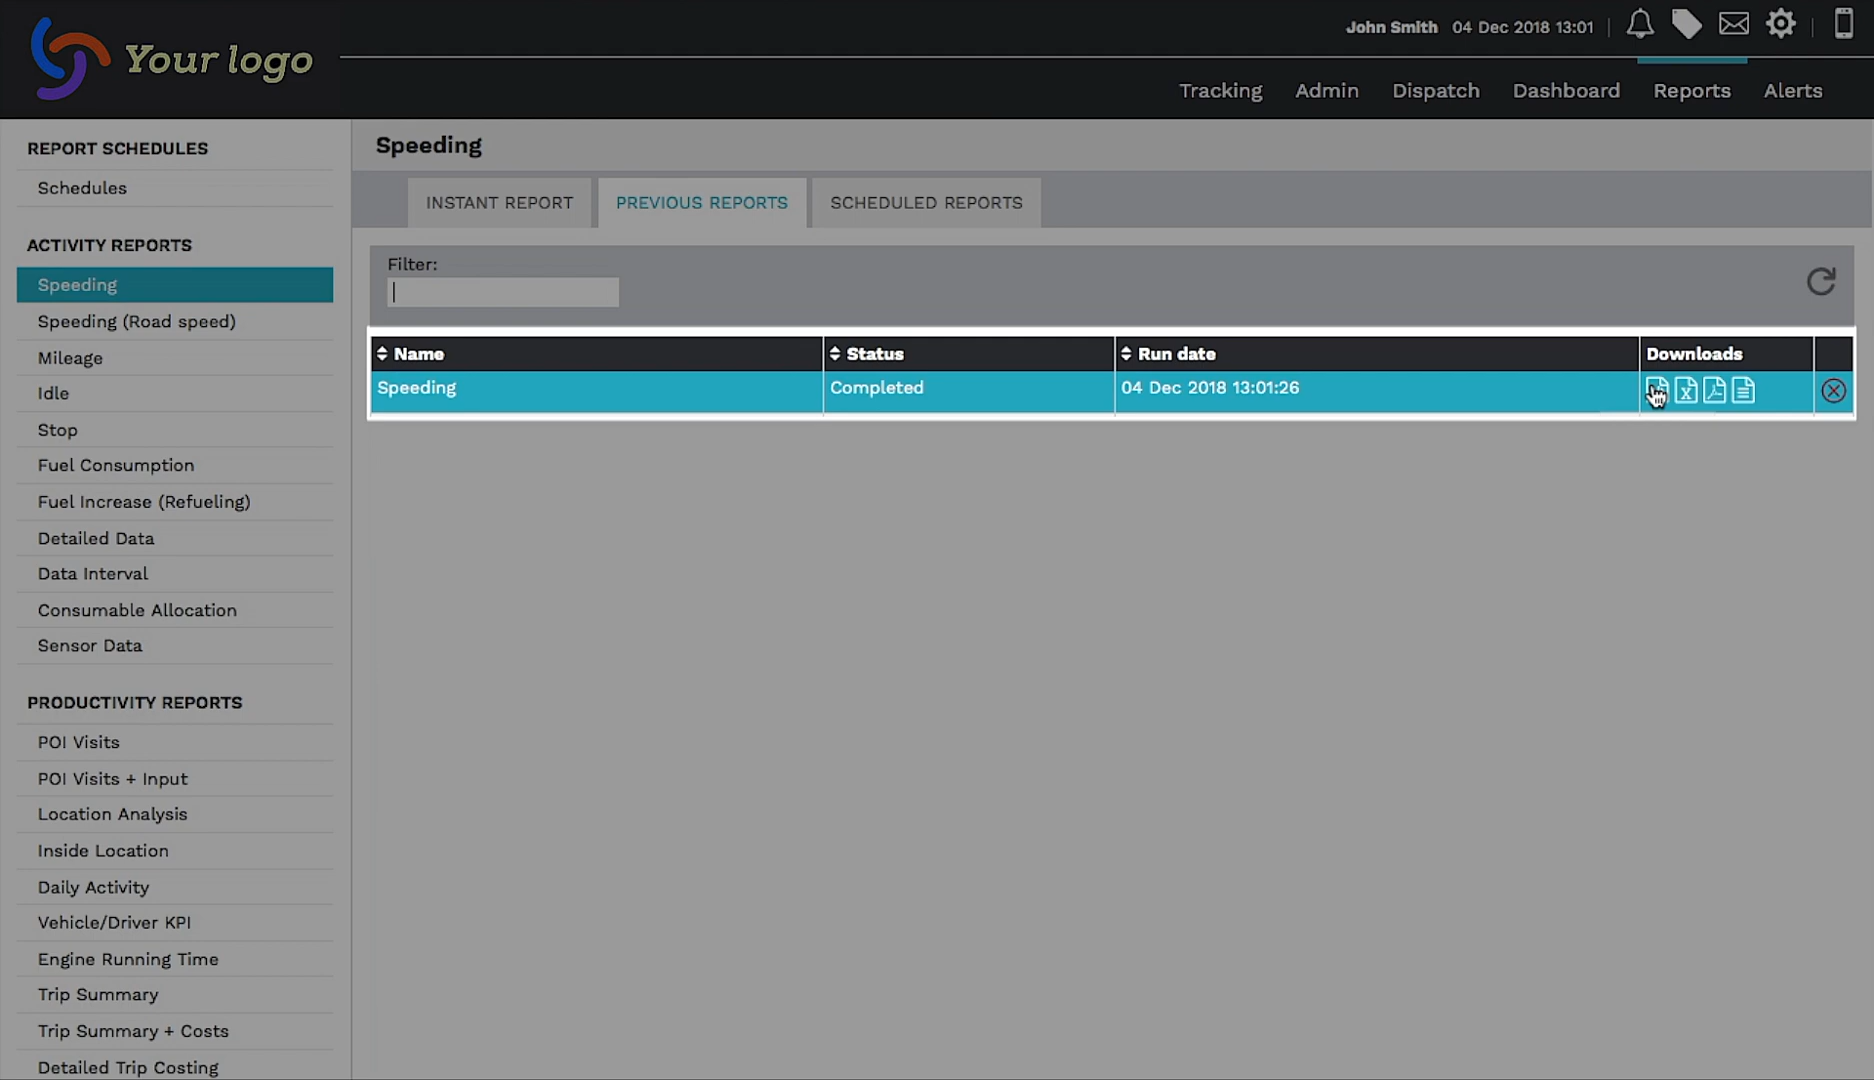 Your logo
John Smith 04 Dec 2018 13:01
Tracking Admin Dispatch Dashboard Reports Alerts
REPORT SCHEDULES
Schedules
ACTIVITY REPORTS
Speeding
Speeding (Road speed)
Mileage
Idle
Stop
Fuel Consumption
Fuel Increase (Refueling)
Detailed Data
Data Interval
Consumable Allocation
Sensor Data
PRODUCTIVITY REPORTS
POI Visits
POI Visits + Input
Location Analysis
Inside Location
Daily Activity
Vehicle/Driver KPI
Engine Running Time
Trip Summary
Trip Summary + Costs
Detailed Trip Costing
Speeding
INSTANT REPORT PREVIOUS REPORTS SCHEDULED REPORTS
Filter:
Name Status Run date Downloads
Speeding Completed 04 Dec 2018 13:01:26